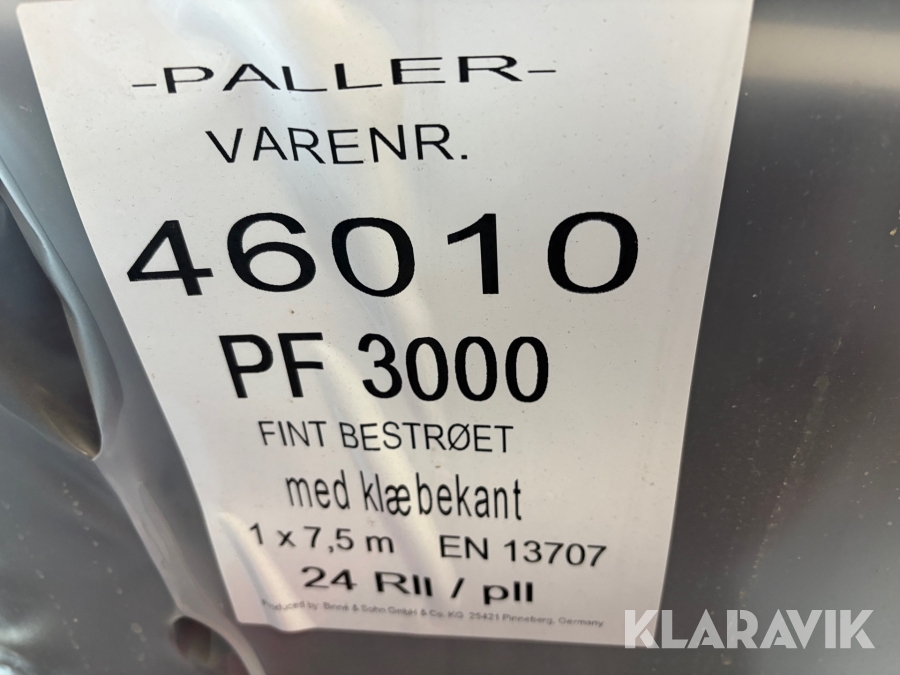 -PALLER-
VARENR.
46010
PF 3000
FINT BESTRØET
med klæbekant
1 x 7,5 m EN 13707
24 Rll / pll
Produced by Binné & Sohn GmbH & Co. KG 25421 Pinneberg, Germany
KLARAVIK